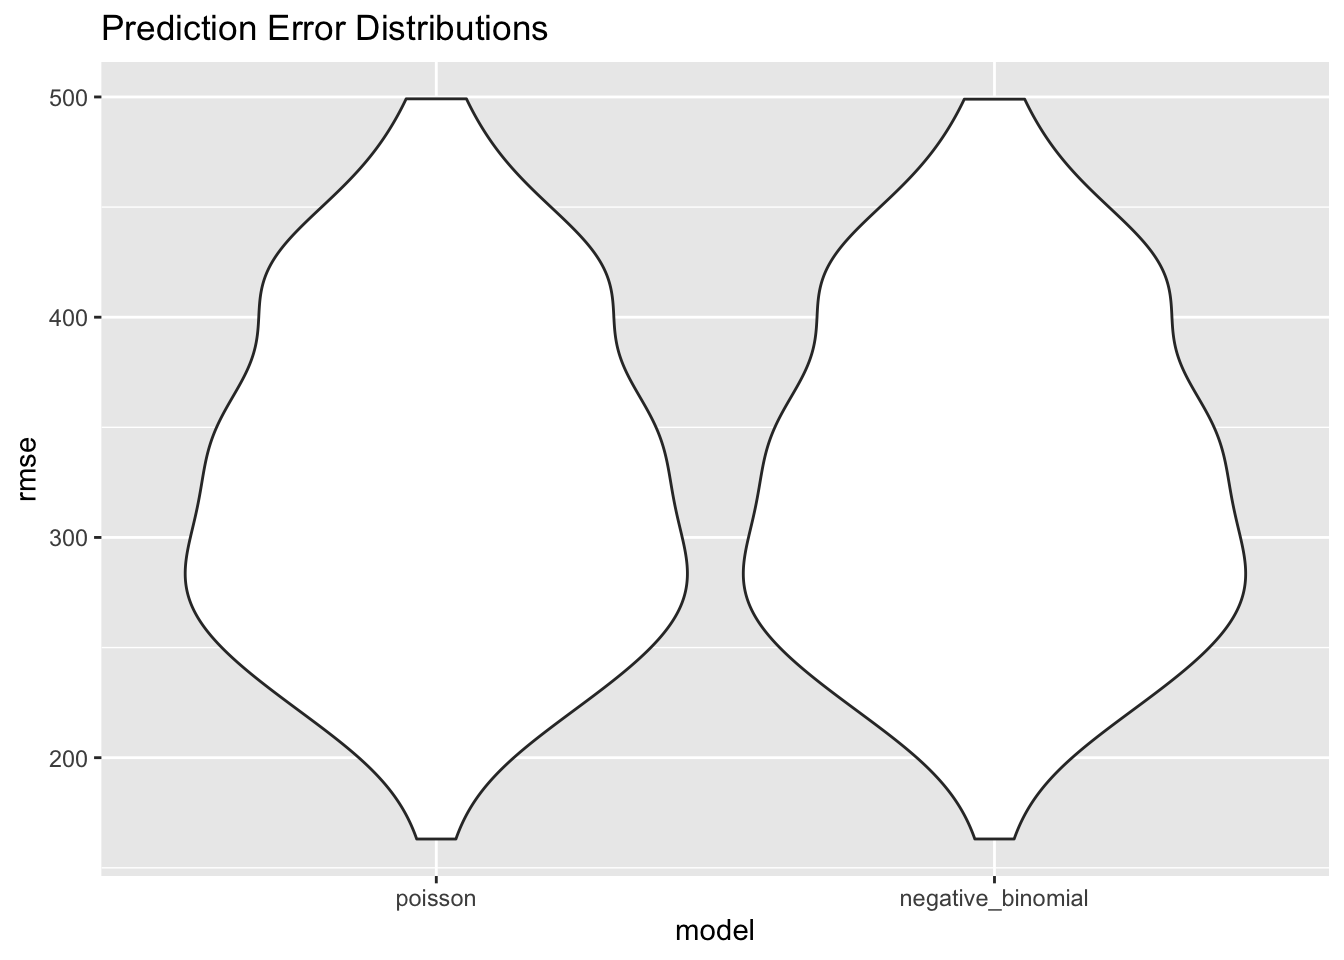 Prediction Error Distributions
500
400
300
200
rmse
poisson
negative_binomial
model